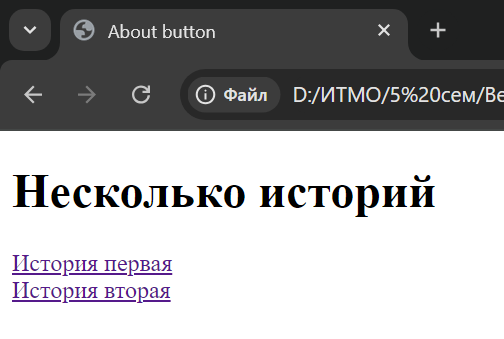 About button
Файл D:/ИТМО/5%20сем/Ве
Несколько историй
История первая
История вторая